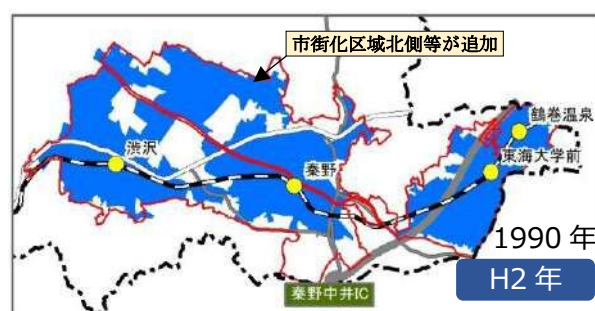 市街化区域北側等が追加
鶴巻温泉
渋沢
東海大学前
秦野
1990 年
H2 年
秦野中井IC